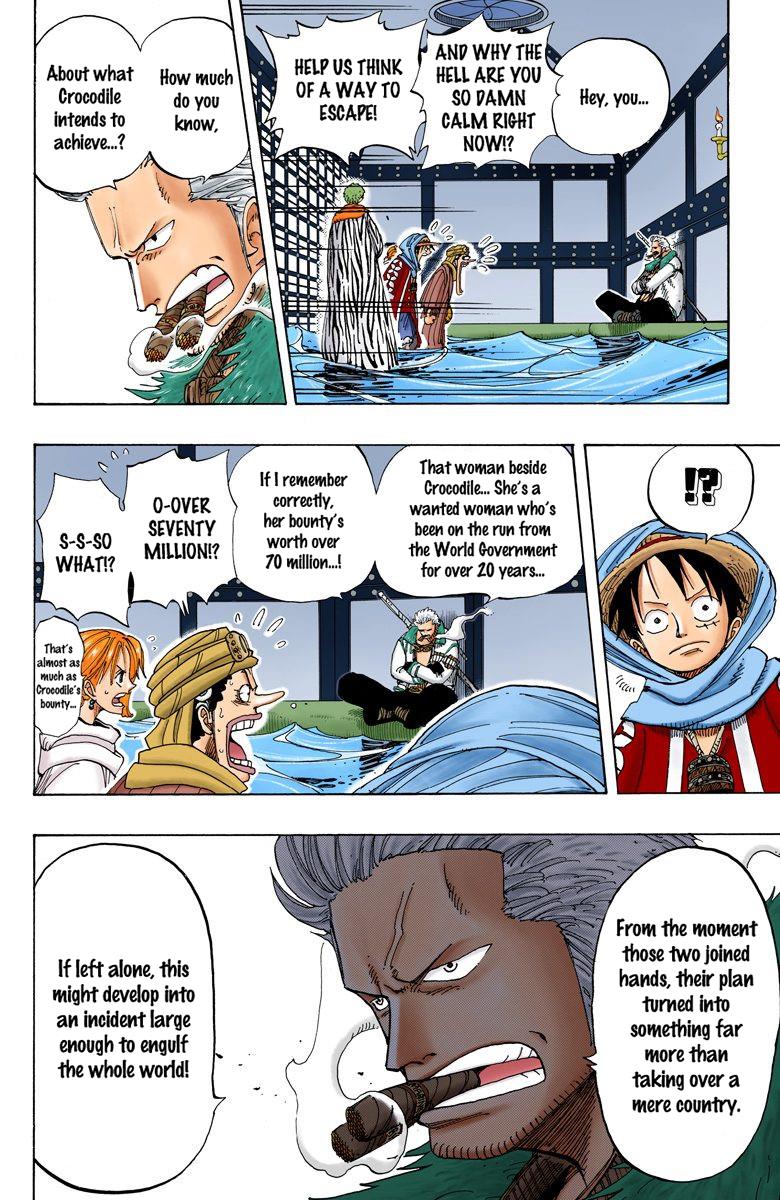 Hey, you...
AND WHY THE
HELL ARE YOU
SO DAMN
CALM RIGHT
NOW!?
HELP US THINK
OF A WAY TO
ESCAPE!
How much
do you
know,
About what
Crocodile
intends to
achieve...?
!?
That woman beside
Crocodile... She's a
wanted woman who's
been on the run from
the World Government
for over 20 years...
If I remember
correctly,
her bounty's
worth over
70 million...!
O-OVER
SEVENTY
MILLION!?
S-S-SO
WHAT!?
That's
almost as
much as
Crocodile's
bounty...
From the moment
those two joined
hands, their plan
turned into
something far
more than
taking over a
mere country.
If left alone, this
might develop into
an incident large
enough to engulf
the whole world!